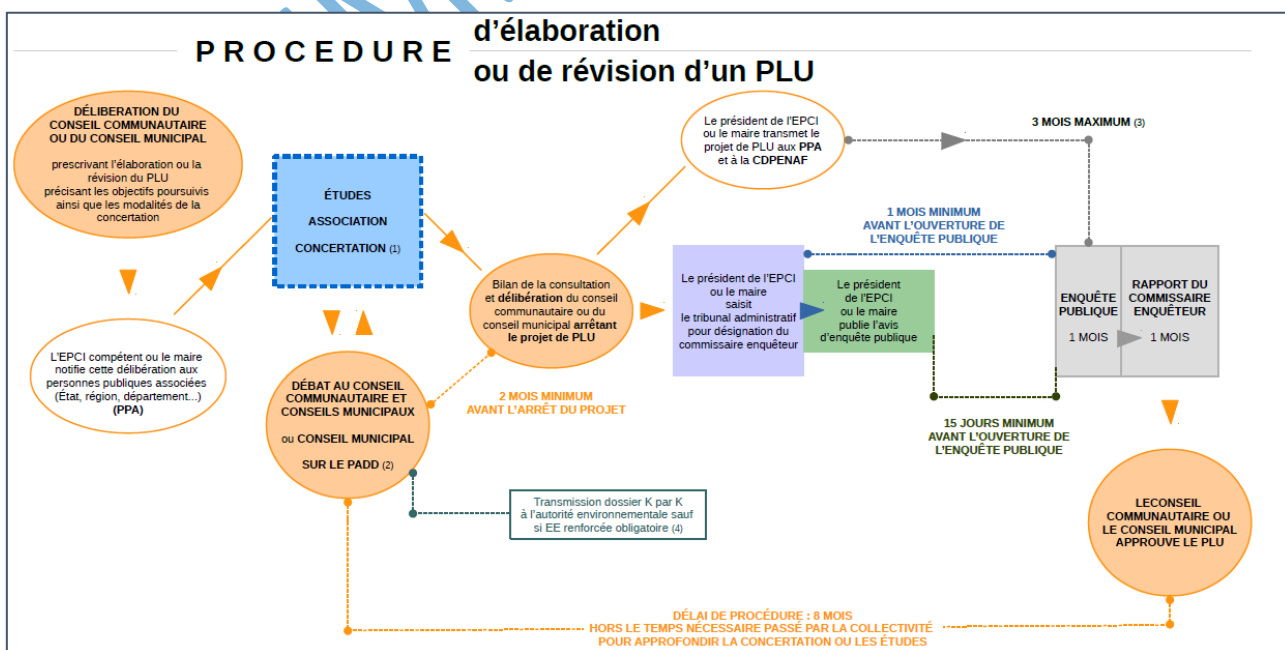 PROCEDURE
d’élaboration
ou de révision d’un PLU
DÉLIBERATION DU
CONSEIL COMMUNAUTAIRE
OU DU CONSEIL MUNICIPAL
prescrivant l’élaboration ou la
révision du PLU
précisant les objectifs poursuivis
ainsi que les modalités de la
concertation
L’EPCI compétent ou le maire
notifie cette délibération aux
personnes publiques associées
(État, région, département...)
(PPA)
ÉTUDES
ASSOCIATION
CONCERTATION (1)
DÉBAT AU CONSEIL
COMMUNAUTAIRE ET
CONSEILS MUNICIPAUX
ou CONSEIL MUNICIPAL
SUR LE PADD (2)
Bilan de la consultation
et délibération du conseil
communautaire ou du
conseil municipal arrêtant
le projet de PLU
2 MOIS MINIMUM
AVANT L’ARRÊT DU PROJET
Transmission dossier K par K
à l’autorité environnementale sauf
si EE renforcée obligatoire (4)
Le président de l’EPCI
ou le maire transmet le
projet de PLU aux PPA
et à la CDPENAF
3 MOIS MAXIMUM (3)
1 MOIS MINIMUM
AVANT L’OUVERTURE DE
L’ENQUÊTE PUBLIQUE
Le président de l’EPCI
ou le maire
saisit
le tribunal administratif
pour désignation du
commissaire enquêteur
Le président
de l’EPCI
ou le maire
publie l’avis
d’enquête publique
ENQUÊTE
PUBLIQUE
1 MOIS
RAPPORT DU
COMMISSAIRE
ENQUÊTEUR
1 MOIS
15 JOURS MINIMUM
AVANT L’OUVERTURE DE
L’ENQUÊTE PUBLIQUE
LECONSEIL
COMMUNAUTAIRE OU
LE CONSEIL MUNICIPAL
APPROUVE LE PLU
DÉLAI DE PROCÉDURE : 8 MOIS
HORS LE TEMPS NÉCESSAIRE PASSÉ PAR LA COLLECTIVITÉ
POUR APPROFONDIR LA CONCERTATION OU LES ÉTUDES